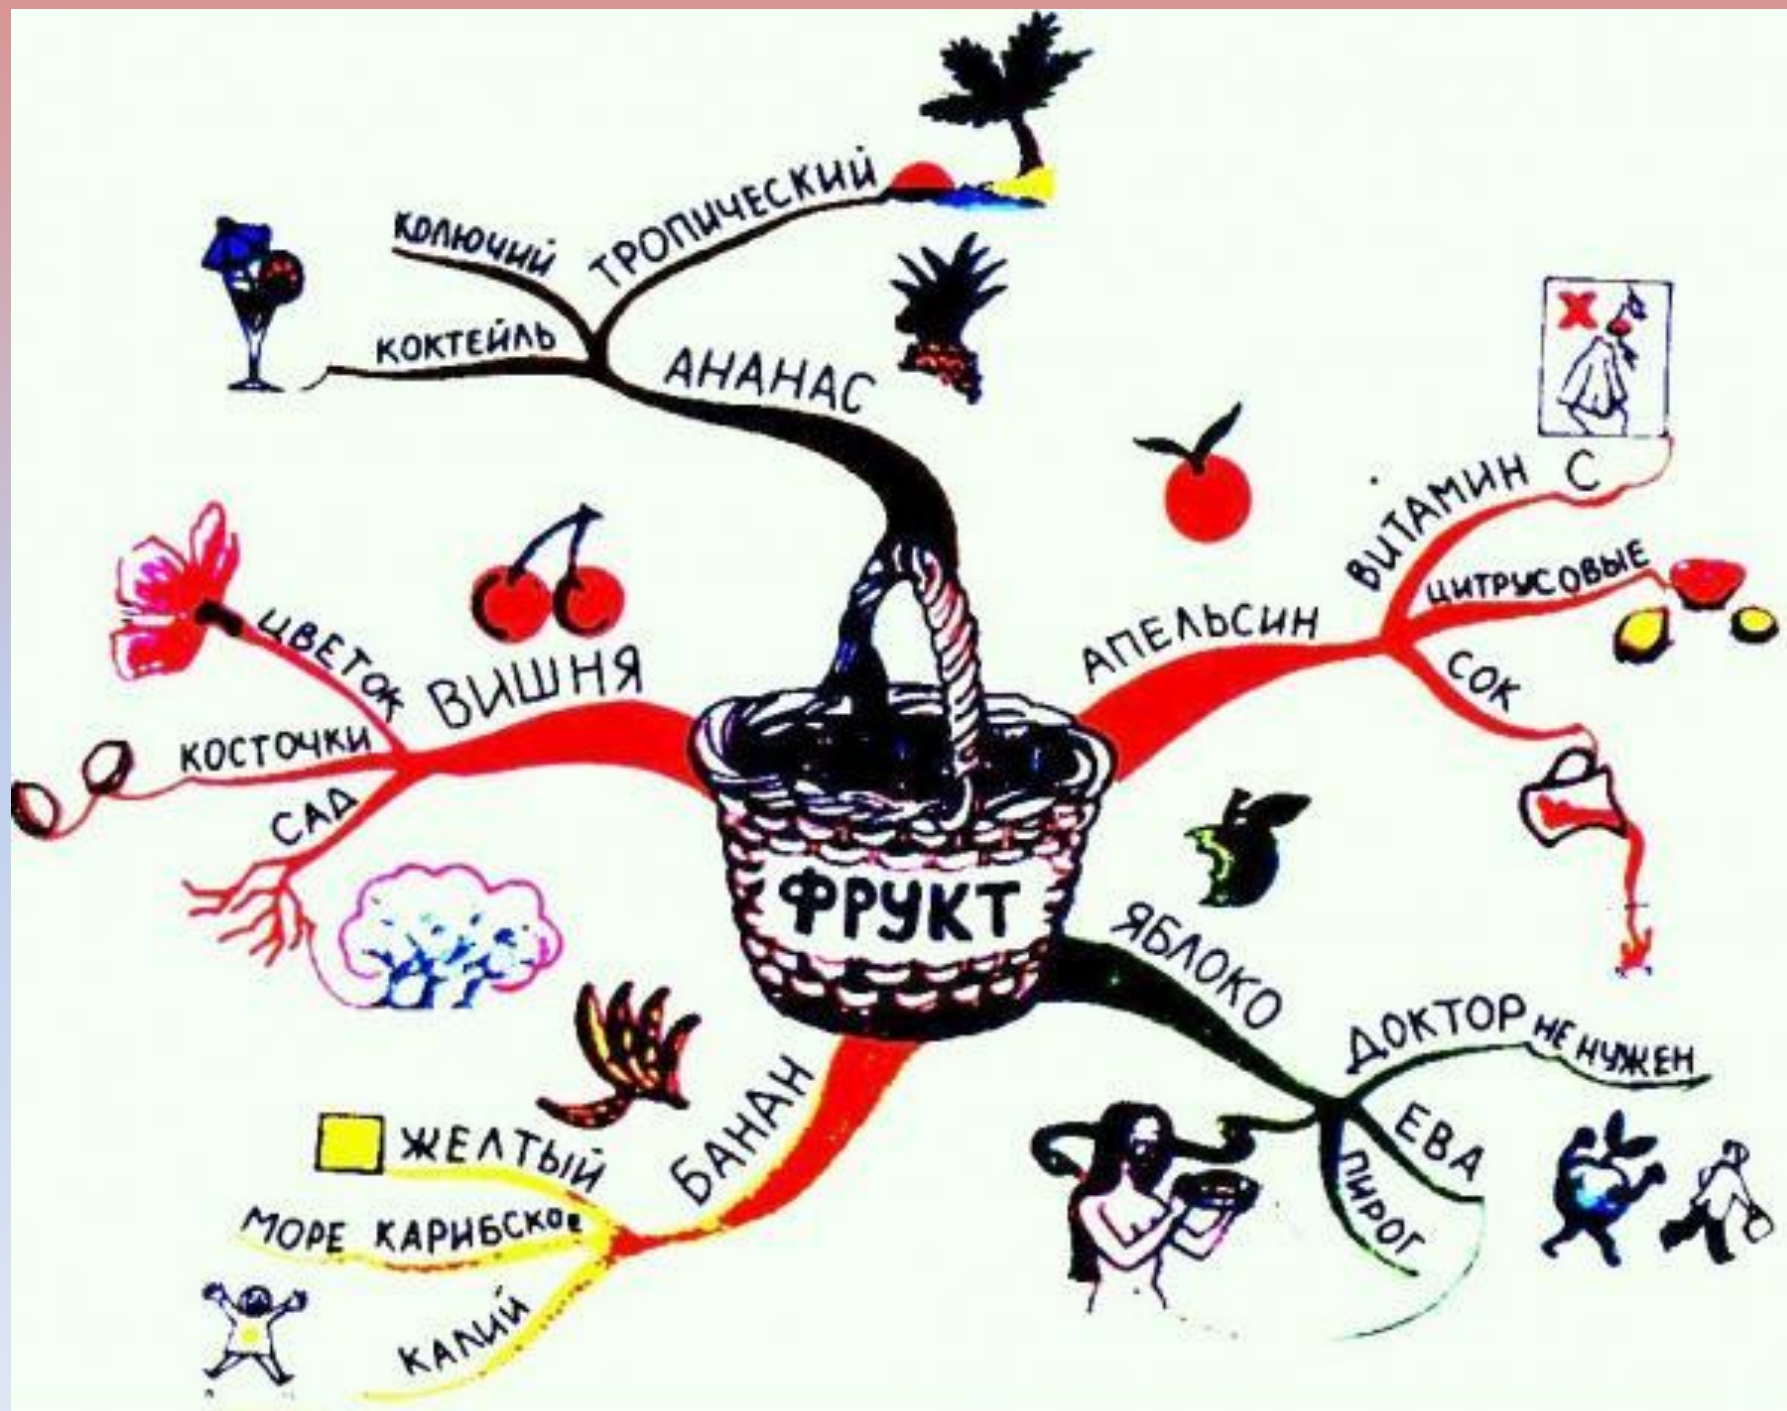 ФРУКТ
АНАНАС
ТРОПИЧЕСКИЙ
КОЛЮЧИЙ
КОКТЕЙЛЬ
АПЕЛЬСИН
ВИТАМИН С
ЦИТРУСОВЫЕ
СОК
ЯБЛОКО
ДОКТОР НЕ НУЖЕН
ЕВА
ПИРОГ
БАНАН
ЖЕЛТЫЙ
МОРЕ КАРИБСКОЕ
КАЛИЙ
ВИШНЯ
ЦВЕТОК
КОСТОЧКИ
САД